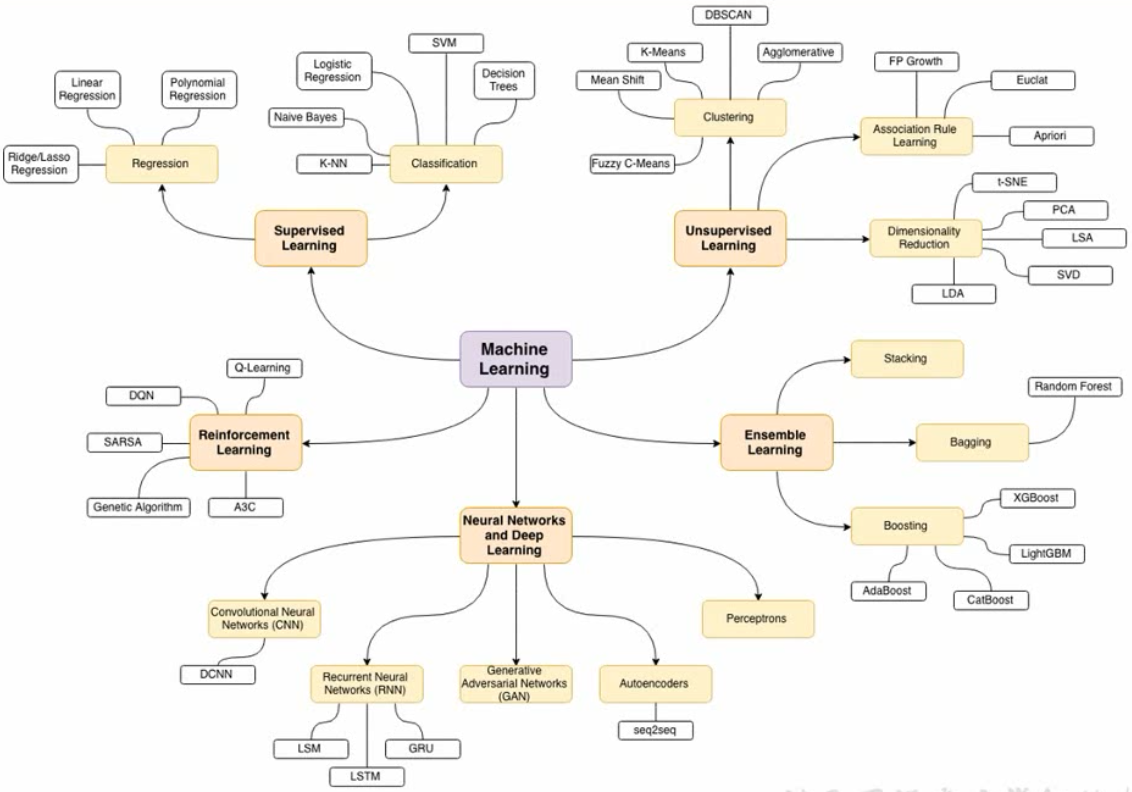 DBSCAN
SVM
K-Means
Agglomerative
Logistic
Regression
FP Growth
Linear
Regression
Polynomial
Regression
Decision
Trees
Mean Shift
Euclat
Naive Bayes
Clustering
Association Rule
Learning
Apriori
Ridge/Lasso
Regression
Regression
K-NN
Classification
Fuzzy C-Means
t-SNE
PCA
Supervised
Learning
Unsupervised
Learning
Dimensionality
Reduction
LSA
SVD
LDA
Machine
Learning
Stacking
Q-Learning
DQN
Random Forest
SARSA
Reinforcement
Learning
Ensemble
Learning
Bagging
Genetic Algorithm
A3C
XGBoost
Neural Networks
and Deep
Learning
Boosting
LightGBM
AdaBoost
CatBoost
Convolutional Neural
Networks (CNN)
Perceptrons
DCNN
Recurrent Neural
Networks (RNN)
Generative
Adversarial Networks
(GAN)
Autoencoders
seq2seq
LSM
GRU
LSTM